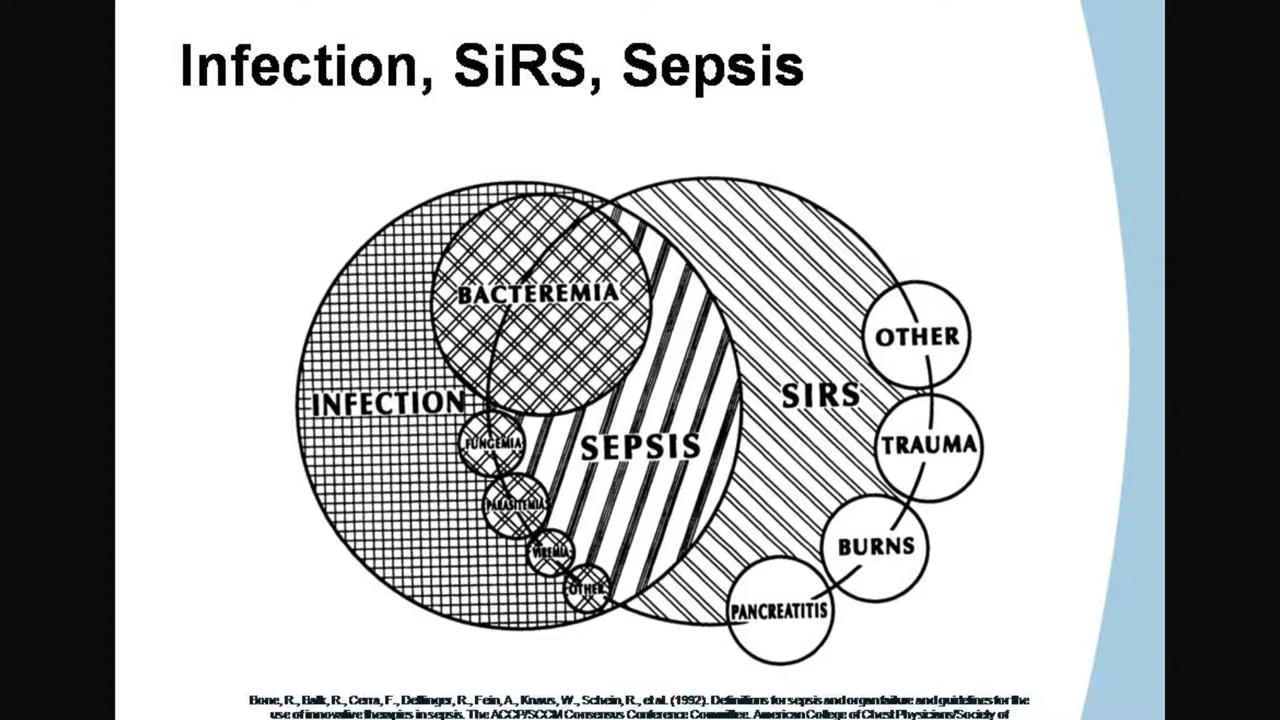 Infection, SiRS, Sepsis
BACTEREMIA
INFECTION
FUNGEMIA
SEPSIS
PARASITEMIA
VIREMIA
OTHER
SIRS
OTHER
TRAUMA
BURNS
PANCREATITIS
Bone, R., Balk, R., Cerra, F., Dellinger, R., Fein, A., Knaus, W., Schein, R., et al. (1992). Definitions for sepsis and organ failure and guidelines for the
use of innovative therapies in sepsis. The ACCP/SCCM Consensus Conference Committee. American College of Chest Physicians/Society of